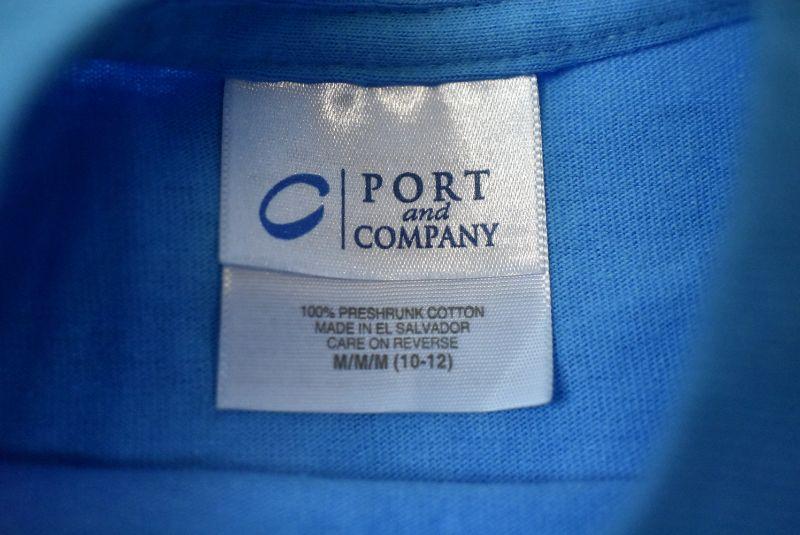 PORT
and
COMPANY
100% PRESHRUNK COTTON
MADE IN EL SALVADOR
CARE ON REVERSE
M/M/M (10-12)